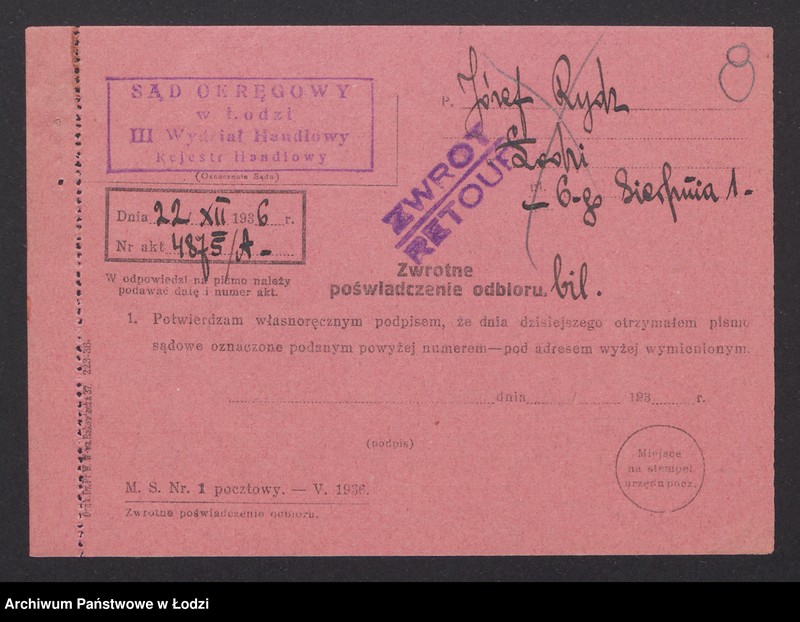 SĄD OKRĘGOWY
w Łodzi
III Wydział Handlowy
Rejestr Handlowy
(Oznaczenie Sądu)
P. Józef
6-go Sierpnia 1-
8
ZWROT
RETOUR
Dnia 22 XII 1936 r.
Nr akt 4875/A-
W odpowiedzi na pismo należy
podawać datę i numer akt.
Zwrotne
poświadczenie odbioru. bil.
1. Potwierdzam własnoręcznym podpisem, że dnia dzisiejszego otrzymałem pismo
sądowe oznaczone podanym powyżej numerem—pod adresem wyżej wymienionym.
dnia / 193 r.
(podpis)
Miejsce
na stempel
urzędu pocz.
M. S. Nr. 1 pocztowy. — V. 1936.
Zwrotne poświadczenie odbioru.
223-36.
Archiwum Państwowe w Łodzi